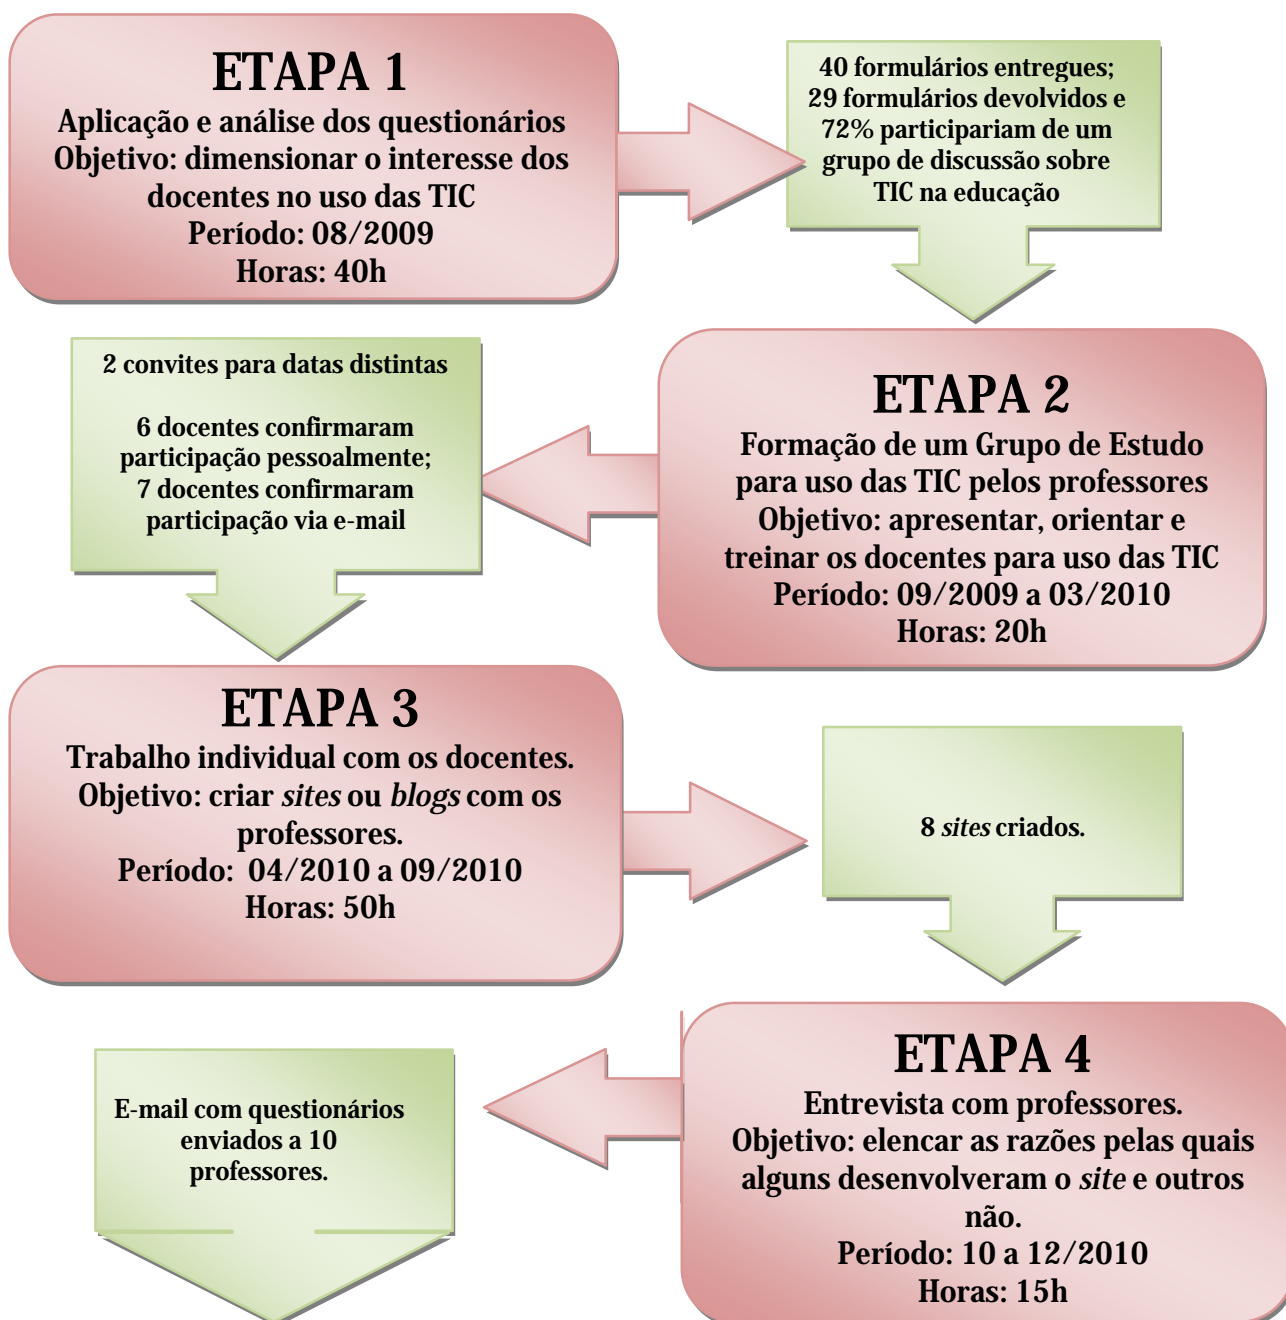 ETAPA 1
Aplicação e análise dos questionários
Objetivo: dimensionar o interesse dos
docentes no uso das TIC
Período: 08/2009
Horas: 40h
40 formulários entregues;
29 formulários devolvidos e
72% participariam de um
grupo de discussão sobre
TIC na educação
ETAPA 2
Formação de um Grupo de Estudo
para uso das TIC pelos professores
Objetivo: apresentar, orientar e
treinar os docentes para uso das TIC
Período: 09/2009 a 03/2010
Horas: 20h
2 convites para datas distintas
6 docentes confirmaram
participação pessoalmente;
7 docentes confirmaram
participação via e-mail
ETAPA 3
Trabalho individual com os docentes.
Objetivo: criar sites ou blogs com os
professores.
Período: 04/2010 a 09/2010
Horas: 50h
8 sites criados.
ETAPA 4
Entrevista com professores.
Objetivo: elencar as razões pelas quais
alguns desenvolveram o site e outros
não.
Período: 10 a 12/2010
Horas: 15h
E-mail com questionários
enviados a 10
professores.